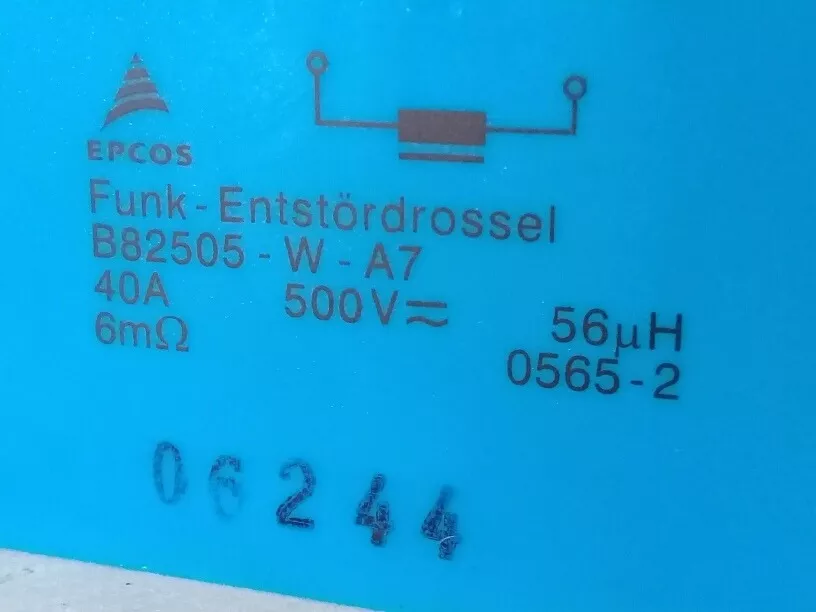 EPCOS
Funk-Entstördrossel
B82505-W-A7
40A 500V⎓~
6mΩ 56µH
0565-2
06244